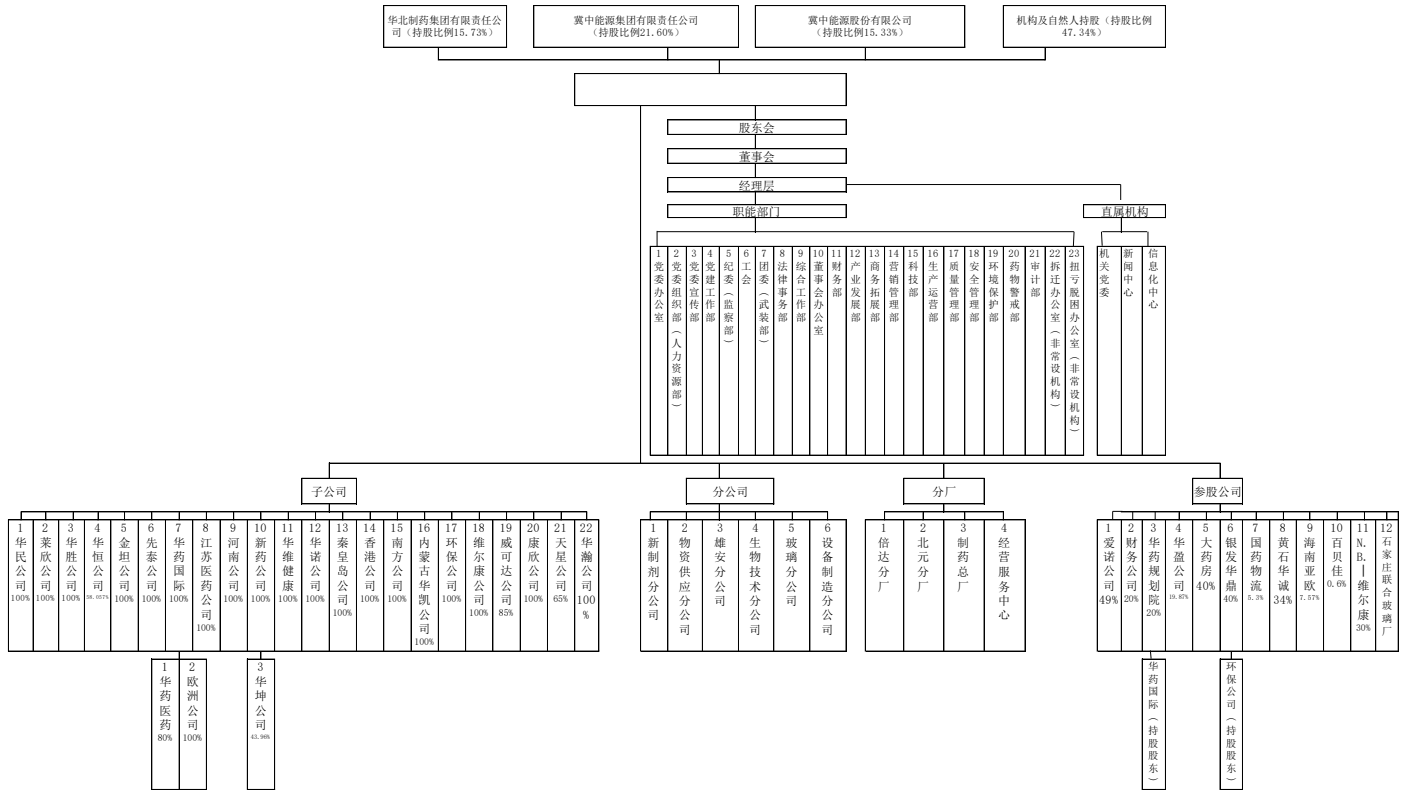 华北制药集团有限责任公
司（持股比例15.73%）
冀中能源集团有限责任公司
（持股比例21.60%）
冀中能源股份有限公司
（持股比例15.33%）
机构及自然人持股（持股比例
47.34%）
股东会
董事会
经理层
职能部门
直属机构
1党委办公室
2党委组织部（人力资源部）
3党委宣传部
4党建工作部
5纪委（监察部）
6工会
7团委（武装部）
8法律事务部
9综合工作部
10董事会办公室
11财务部
12产业发展部
13商务拓展部
14营销管理部
15科技部
16生产运营部
17质量管理部
18安全管理部
19环境保护部
20药物警戒部
21审计部
22拆迁办公室（非常设机构）
23扭亏脱困办公室（非常设机构）
机关党委
新闻中心
信息化中心
子公司
分公司
分厂
参股公司
1华民公司100%
2莱欣公司100%
3华胜公司100%
4华恒公司58.057%
5金坦公司100%
6先泰公司100%
7华药国际100%
8江苏医药公司100%
9河南公司100%
10新药公司100%
11华维健康100%
12华诺公司100%
13秦皇岛公司100%
14香港公司100%
15南方公司100%
16内蒙古华凯公司100%
17环保公司100%
18维尔康公司100%
19威可达公司85%
20康欣公司100%
21天星公司65%
22华瀚公司100%
1新制剂分公司
2物资供应分公司
3雄安分公司
4生物技术分公司
5玻璃分公司
6设备制造分公司
1倍达分厂
2北元分厂
3制药总厂
4经营服务中心
1爱诺公司49%
2财务公司20%
3华药规划院20%
4华盈公司19.87%
5大药房40%
6银发华鼎40%
7国药物流5.3%
8黄石华诚34%
9海南亚欧7.57%
10百贝佳0.6%
11N.B.|维尔康30%
12石家庄联合玻璃厂
1华药医药80%
2欧洲公司100%
3华坤公司43.96%
华药国际（持股股东）
环保公司（持股股东）